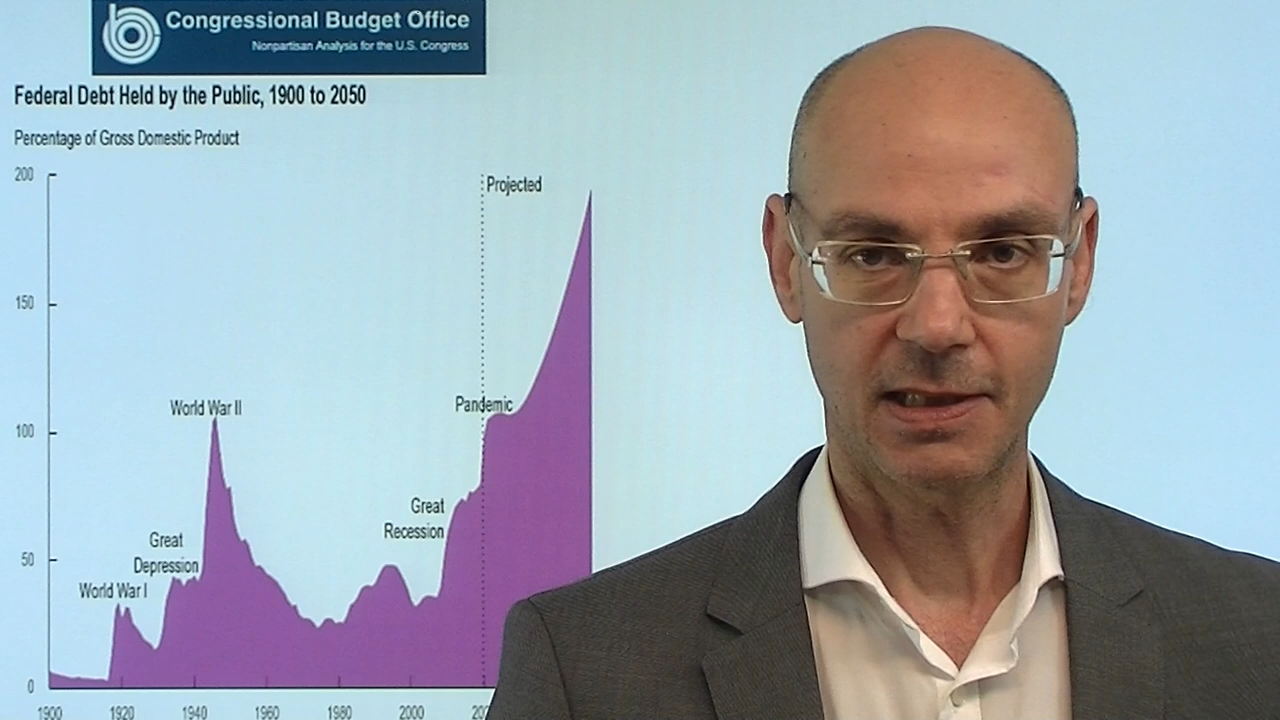 Congressional Budget Office
Nonpartisan Analysis for the U.S. Congress
Federal Debt Held by the Public, 1900 to 2050
Percentage of Gross Domestic Product
200
Projected
150
World War II
Pandemic
100
Great
Recession
Great
Depression
50
World War I
0
1900 1920 1940 1960 1980 2000